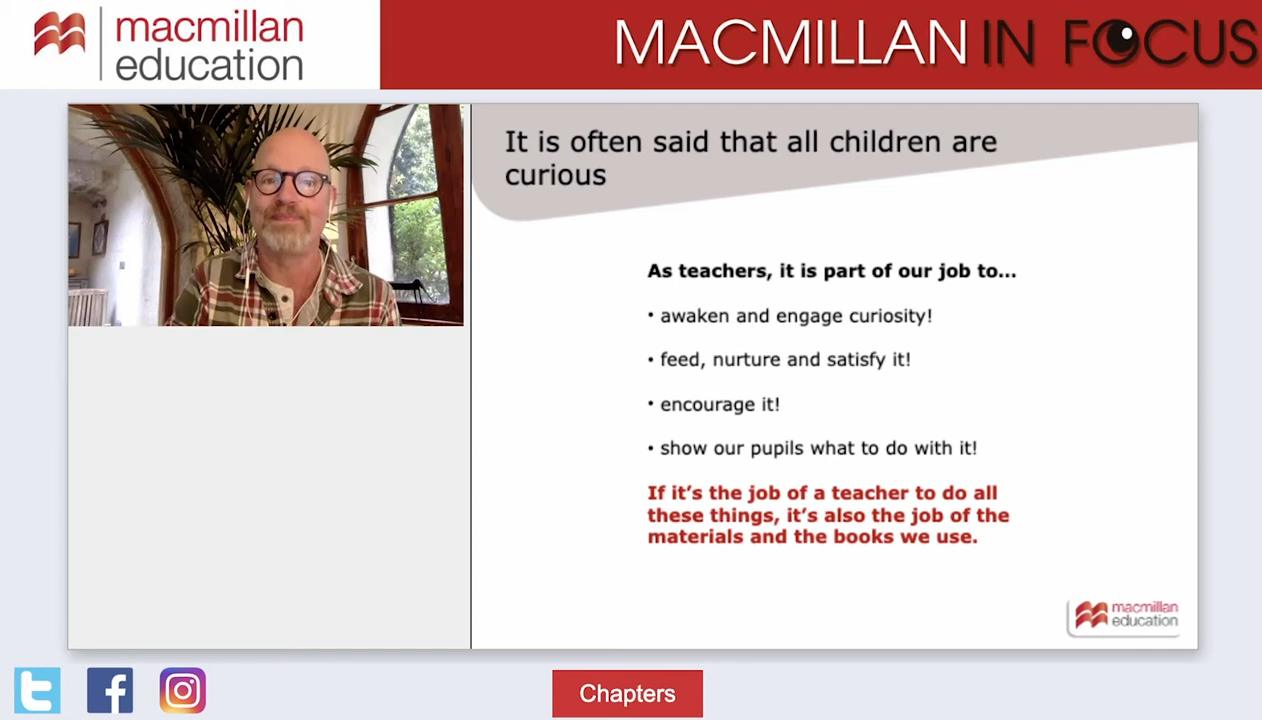 macmillan
education
MACMILLAN IN FOCUS
It is often said that all children are
curious
As teachers, it is part of our job to...
• awaken and engage curiosity!
• feed, nurture and satisfy it!
• encourage it!
• show our pupils what to do with it!
If it's the job of a teacher to do all
these things, it's also the job of the
materials and the books we use.
macmillan
education
Chapters